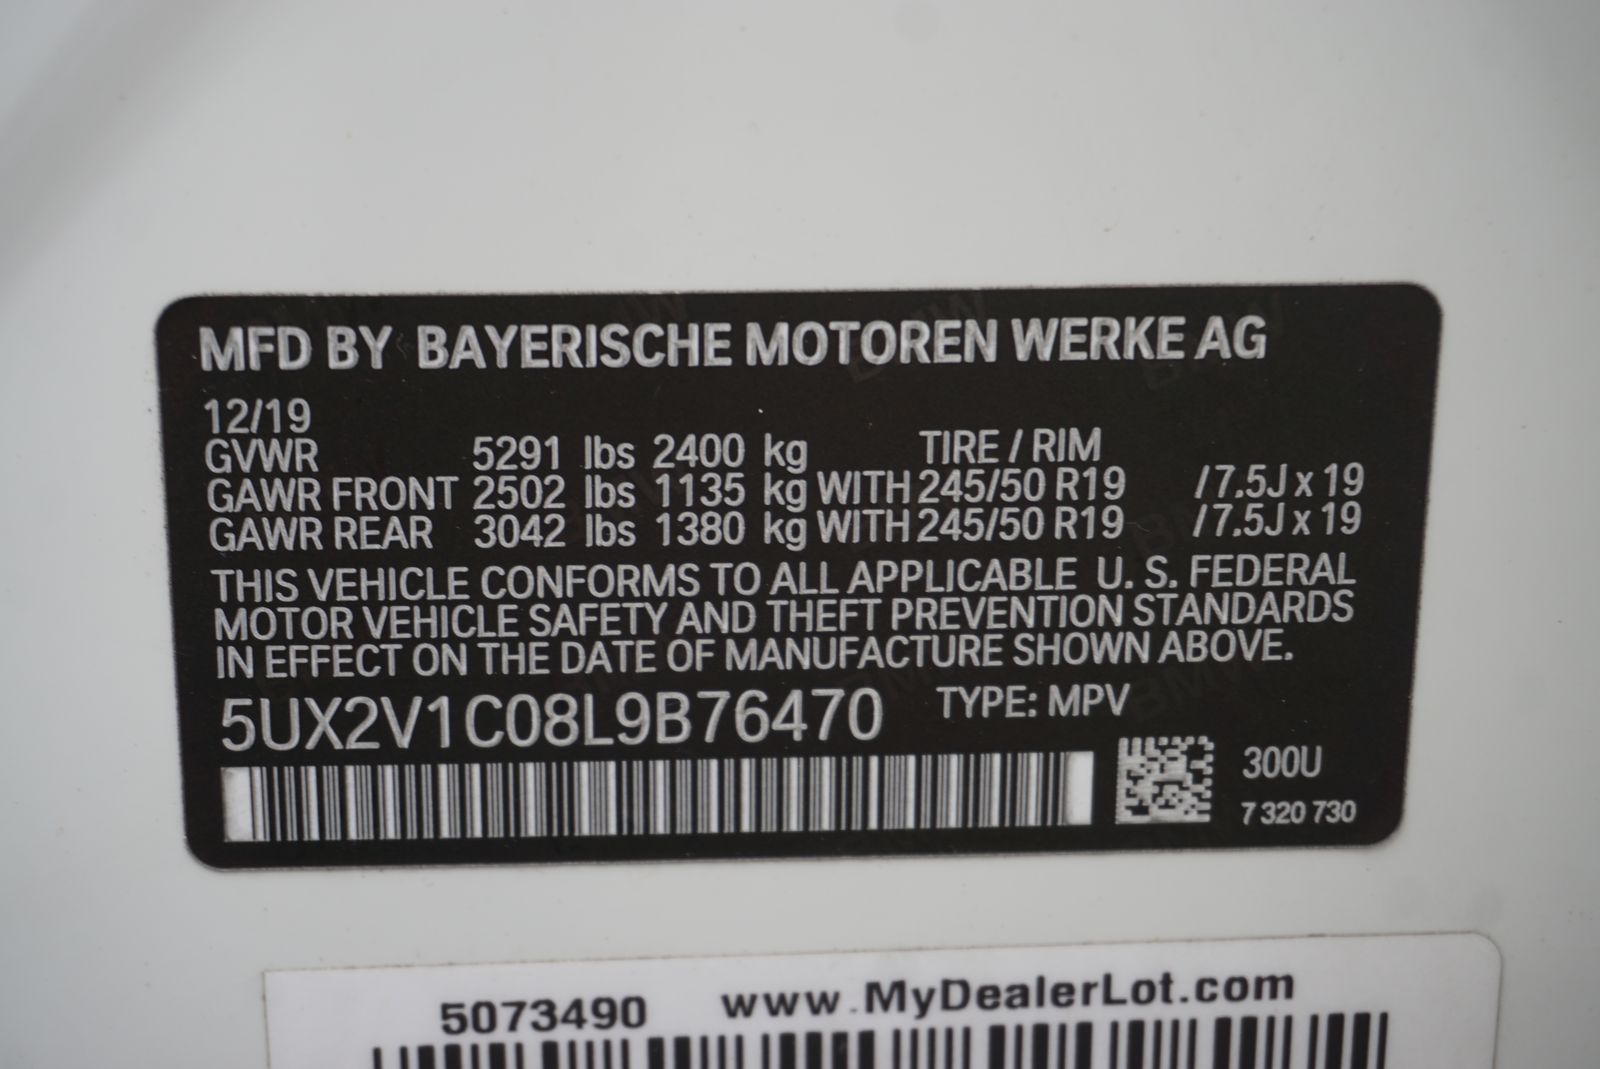 MFD BY BAYERISCHE MOTOREN WERKE AG
12/19
GVWR 5291 lbs 2400 kg TIRE / RIM
GAWR FRONT 2502 lbs 1135 kg WITH 245/50 R19 /7.5J x 19
GAWR REAR 3042 lbs 1380 kg WITH 245/50 R19 /7.5J x 19
THIS VEHICLE CONFORMS TO ALL APPLICABLE U. S. FEDERAL
MOTOR VEHICLE SAFETY AND THEFT PREVENTION STANDARDS
IN EFFECT ON THE DATE OF MANUFACTURE SHOWN ABOVE.
5UX2V1C08L9B76470 TYPE: MPV
300U
7 320 730
5073490 www.MyDealerLot.com